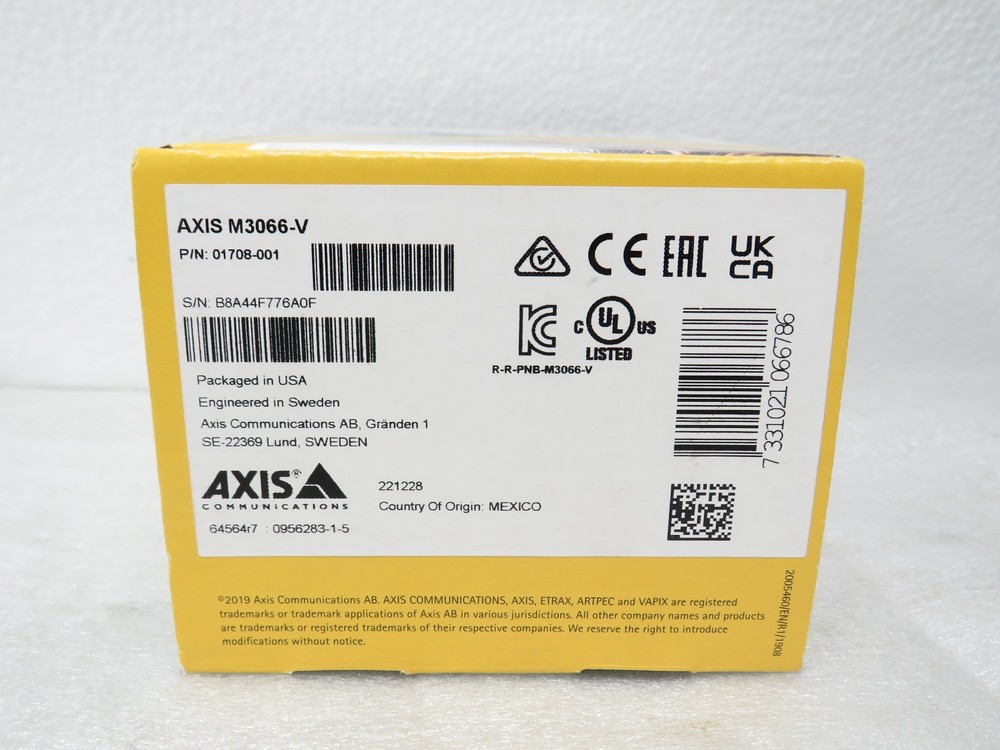 AXIS M3066-V
P/N: 01708-001
S/N: B8A44F776A0F
Packaged in USA
Engineered in Sweden
Axis Communications AB, Gränden 1
SE-22369 Lund, SWEDEN
AXIS®
COMMUNICATIONS
64564r7 : 0956283-1-5
221228
Country Of Origin: MEXICO
CE EAC UK
CA
KC
C UL US
LISTED
R-R-PNB-M3066-V
7 331021 066786
©2019 Axis Communications AB. AXIS COMMUNICATIONS, AXIS, ETRAX, ARTPEC and VAPIX are registered
trademarks or trademark applications of Axis AB in various jurisdictions. All other company names and products
are trademarks or registered trademarks of their respective companies. We reserve the right to introduce
modifications without notice.
2005460/EN/R1/1908